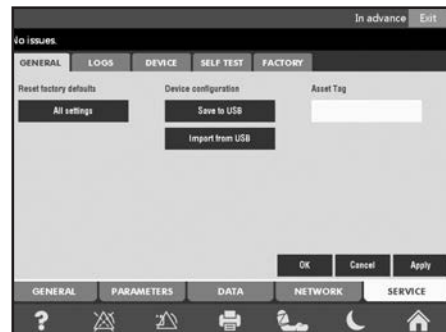 In advance Exit
No issues.
GENERAL LOGS DEVICE SELF TEST FACTORY
Reset factory defaults Device configuration Asset Tag
All settings Save to USB
Import from USB
OK Cancel Apply
GENERAL PARAMETERS DATA NETWORK SERVICE
?